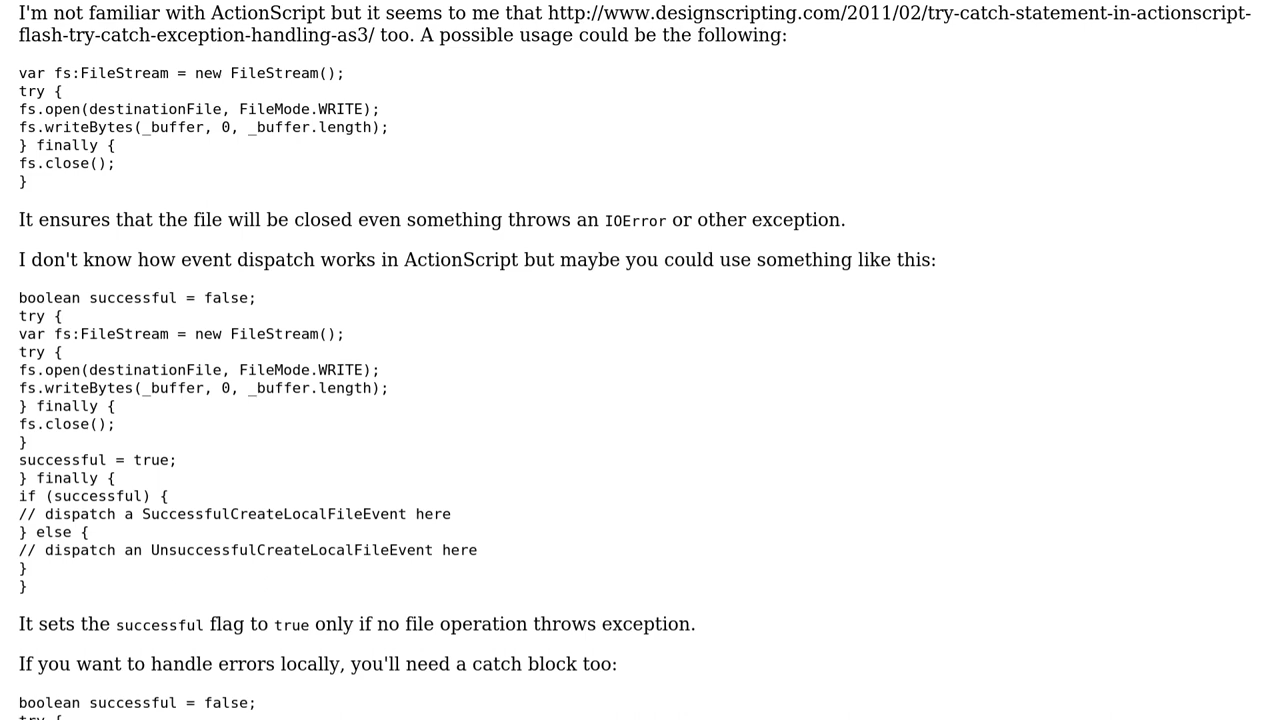 I'm not familiar with ActionScript but it seems to me that http://www.designscripting.com/2011/02/try-catch-statement-in-actionscript-
flash-try-catch-exception-handling-as3/ too. A possible usage could be the following:
var fs:FileStream = new FileStream();
try {
fs.open(destinationFile, FileMode.WRITE);
fs.writeBytes(_buffer, 0, _buffer.length);
} finally {
fs.close();
}
It ensures that the file will be closed even something throws an IOError or other exception.
I don't know how event dispatch works in ActionScript but maybe you could use something like this:
boolean successful = false;
try {
var fs:FileStream = new FileStream();
try {
fs.open(destinationFile, FileMode.WRITE);
fs.writeBytes(_buffer, 0, _buffer.length);
} finally {
fs.close();
}
successful = true;
} finally {
if (successful) {
// dispatch a SuccessfulCreateLocalFileEvent here
} else {
// dispatch an UnsuccessfulCreateLocalFileEvent here
}
}
It sets the successful flag to true only if no file operation throws exception.
If you want to handle errors locally, you'll need a catch block too:
boolean successful = false;
try {